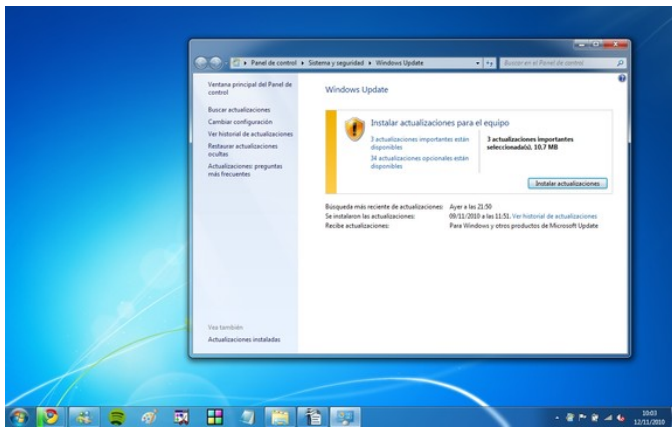 Panel de control ▸ Sistema y seguridad ▸ Windows Update
Buscar en el Panel de control
Ventana principal del Panel de
control
Buscar actualizaciones
Cambiar configuración
Ver historial de actualizaciones
Restaurar actualizaciones
ocultas
Actualizaciones: preguntas
más frecuentes
Windows Update
Instalar actualizaciones para el equipo
3 actualizaciones importantes están
disponibles
34 actualizaciones opcionales están
disponibles
3 actualizaciones importantes
seleccionada(s), 10,7 MB
Instalar actualizaciones
Búsqueda más reciente de actualizaciones: Ayer a las 21:50
Se instalaron las actualizaciones: 09/11/2010 a las 11:51. Ver historial de actualizaciones
Recibe actualizaciones: Para Windows y otros productos de Microsoft Update
Vea también
Actualizaciones instaladas
10:03
12/11/2010